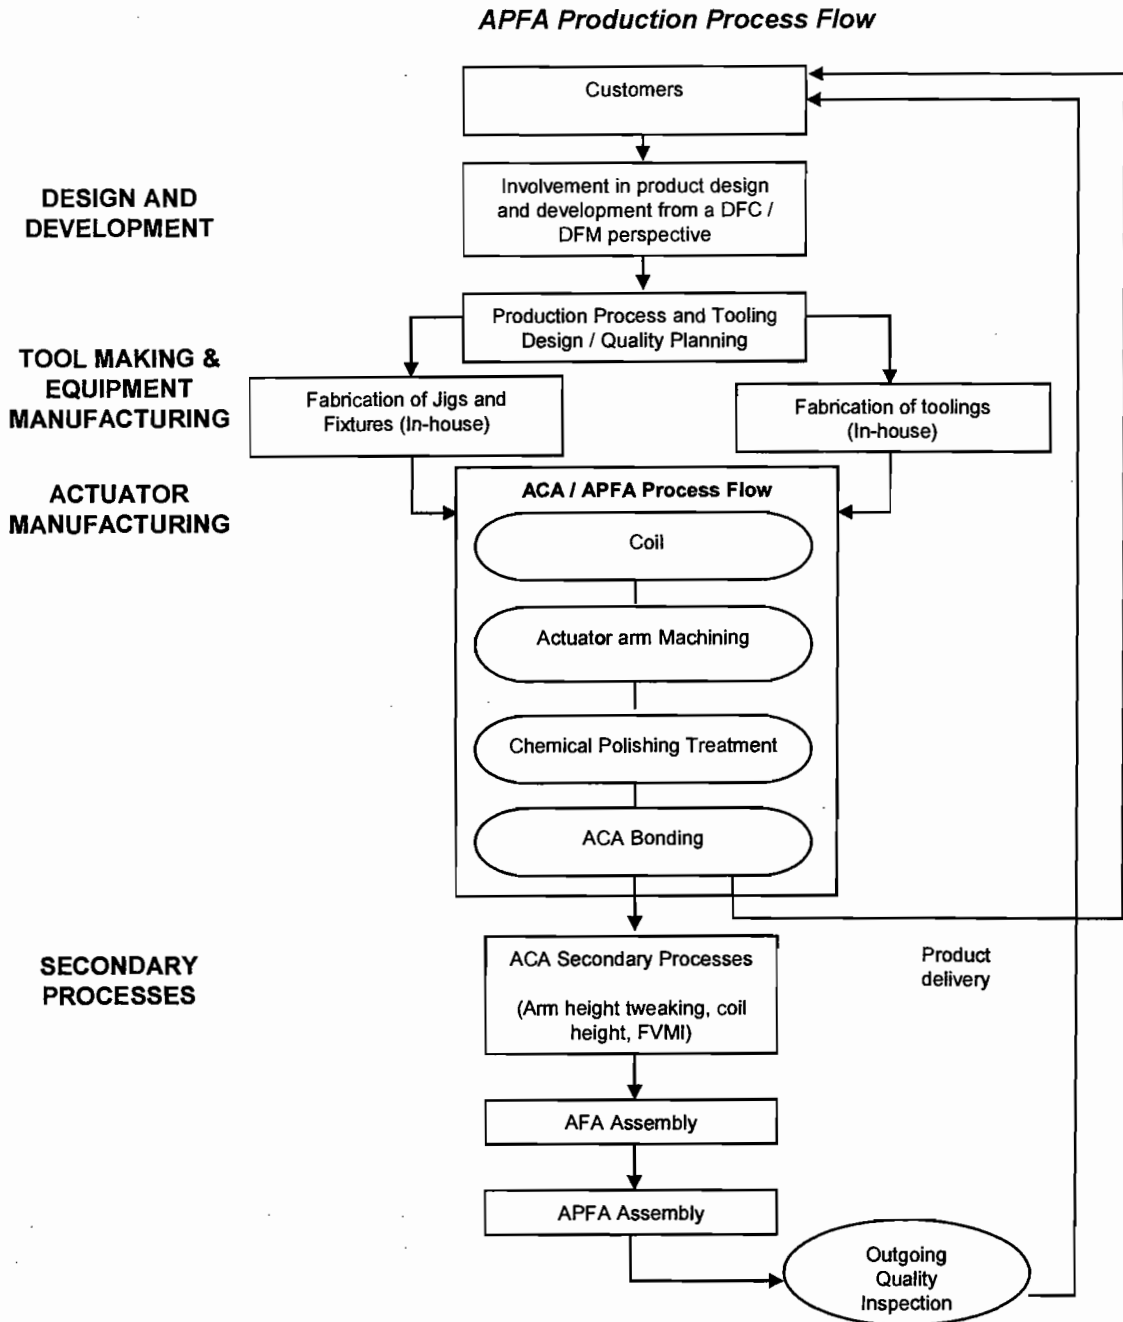 APFA Production Process Flow
Customers
DESIGN AND
DEVELOPMENT
Involvement in product design
and development from a DFC /
DFM perspective
Production Process and Tooling
Design / Quality Planning
TOOL MAKING &
EQUIPMENT
MANUFACTURING
Fabrication of Jigs and
Fixtures (In-house)
Fabrication of toolings
(In-house)
ACTUATOR
MANUFACTURING
ACA / APFA Process Flow
Coil
Actuator arm Machining
Chemical Polishing Treatment
ACA Bonding
SECONDARY
PROCESSES
ACA Secondary Processes
(Arm height tweaking, coil
height, FVMI)
Product
delivery
AFA Assembly
APFA Assembly
Outgoing
Quality
Inspection